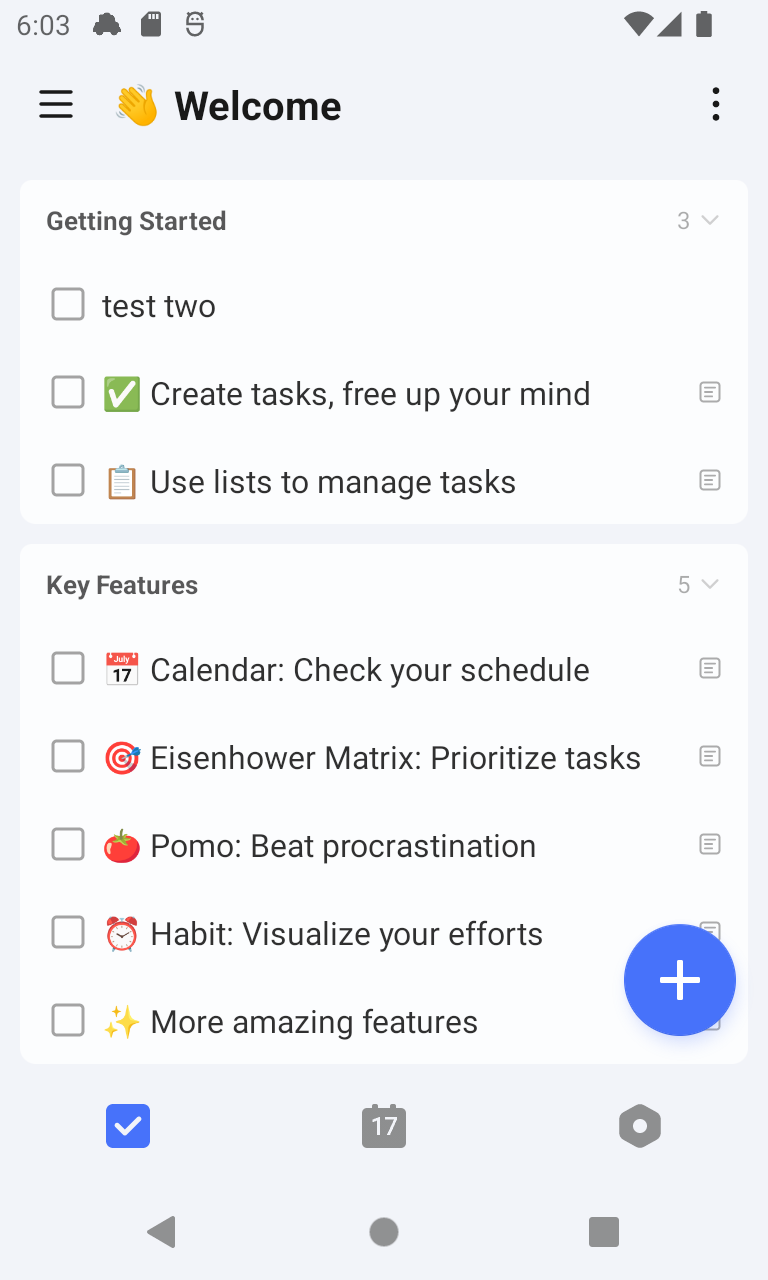 6:03
Welcome
Getting Started 3
test two
Create tasks, free up your mind
Use lists to manage tasks
Key Features 5
July
17
Calendar: Check your schedule
Eisenhower Matrix: Prioritize tasks
Pomo: Beat procrastination
Habit: Visualize your efforts
More amazing features
17